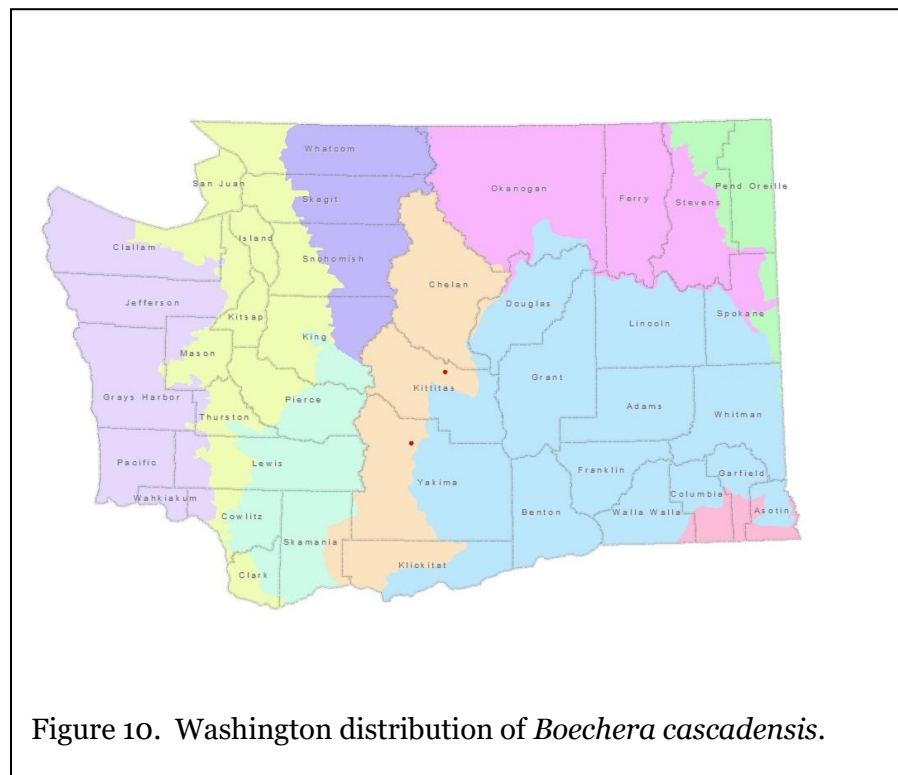 Whatcom
San Juan
Skagit
Okanogan
Ferry
Stevens
Pend Oreille
Island
Clallam
Snohomish
Chelan
Jefferson
Kitsap
Douglas
Lincoln
Spokane
King
Mason
Kittitas
Grant
Grays Harbor
Pierce
Adams
Whitman
Thurston
Pacific
Lewis
Yakima
Franklin
Garfield
Wahkiakum
Columbia
Cowlitz
Benton
Walla Walla
Asotin
Skamania
Klickitat
Clark
Figure 10. Washington distribution of Boechera cascadensis.